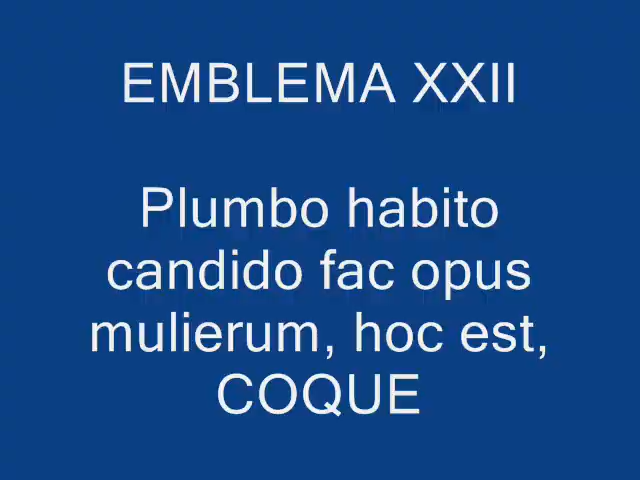 EMBLEMA XXII
Plumbo habito
candido fac opus
mulierum, hoc est,
COQUE